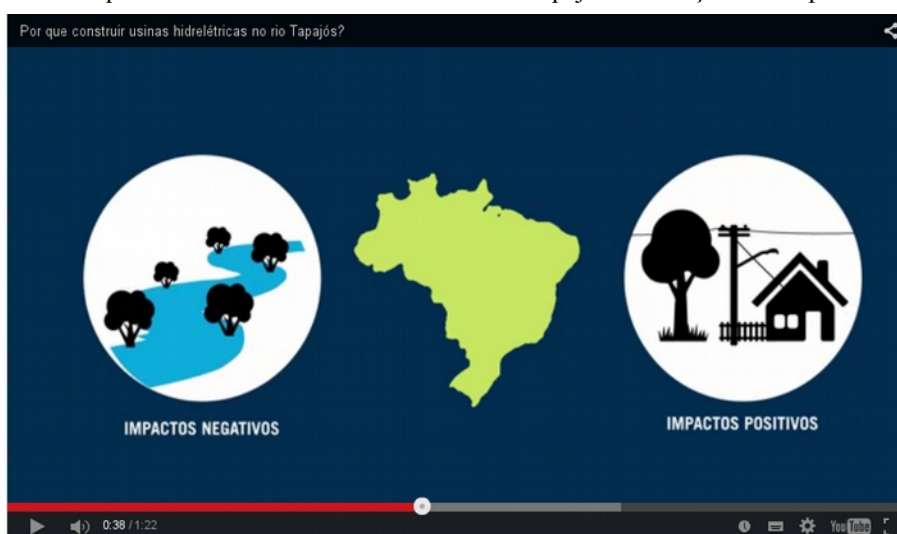 Por que construir usinas hidrelétricas no rio Tapajós?
IMPACTOS NEGATIVOS
IMPACTOS POSITIVOS
0:38 / 1:22
YouTube